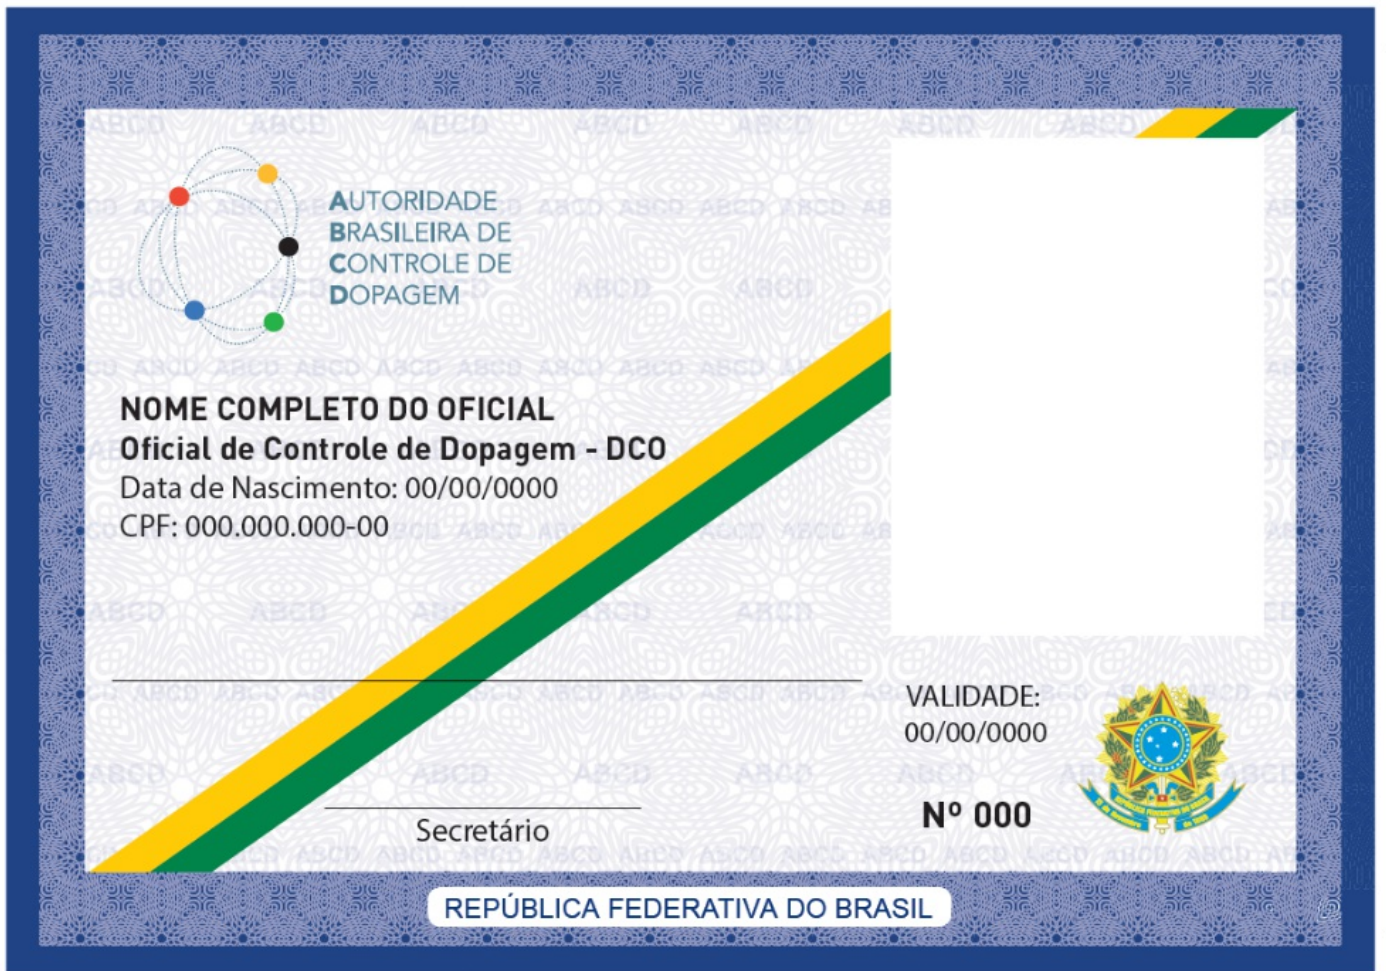 AUTORIDADE
BRASILEIRA DE
CONTROLE DE
DOPAGEM
NOME COMPLETO DO OFICIAL
Oficial de Controle de Dopagem - DCO
Data de Nascimento: 00/00/0000
CPF: 000.000.000-00
VALIDADE:
00/00/0000
Nº 000
Secretário
REPÚBLICA FEDERATIVA DO BRASIL